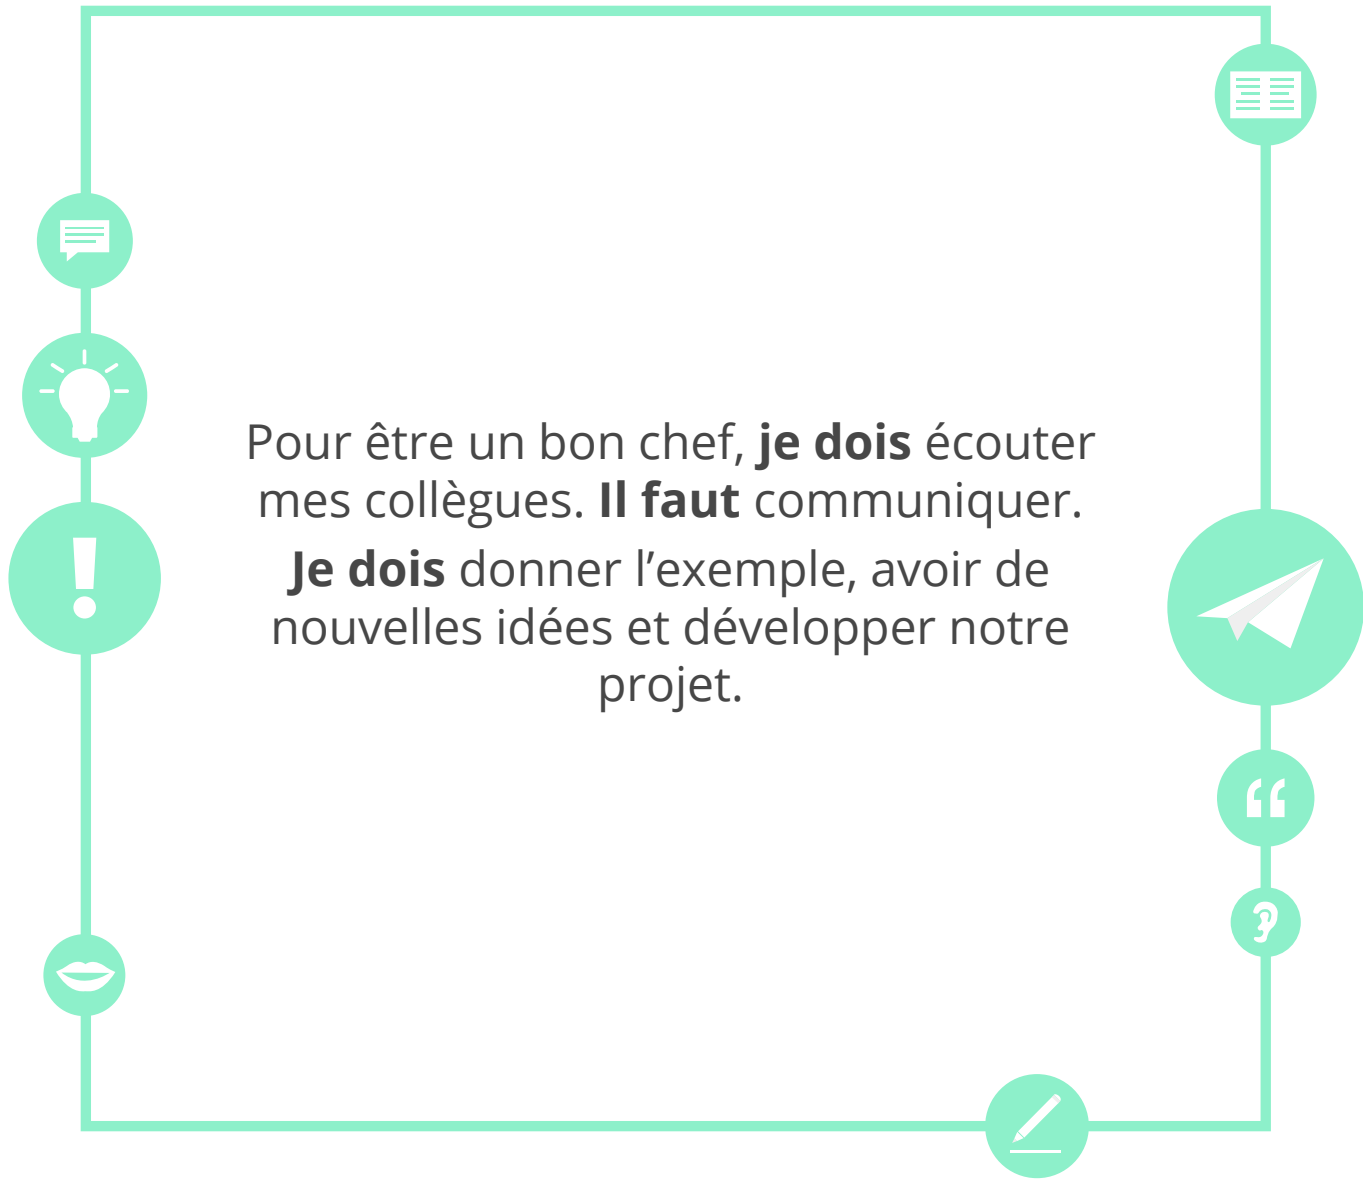 Pour être un bon chef, je dois écouter
mes collègues. Il faut communiquer.
Je dois donner l’exemple, avoir de
nouvelles idées et développer notre
projet.